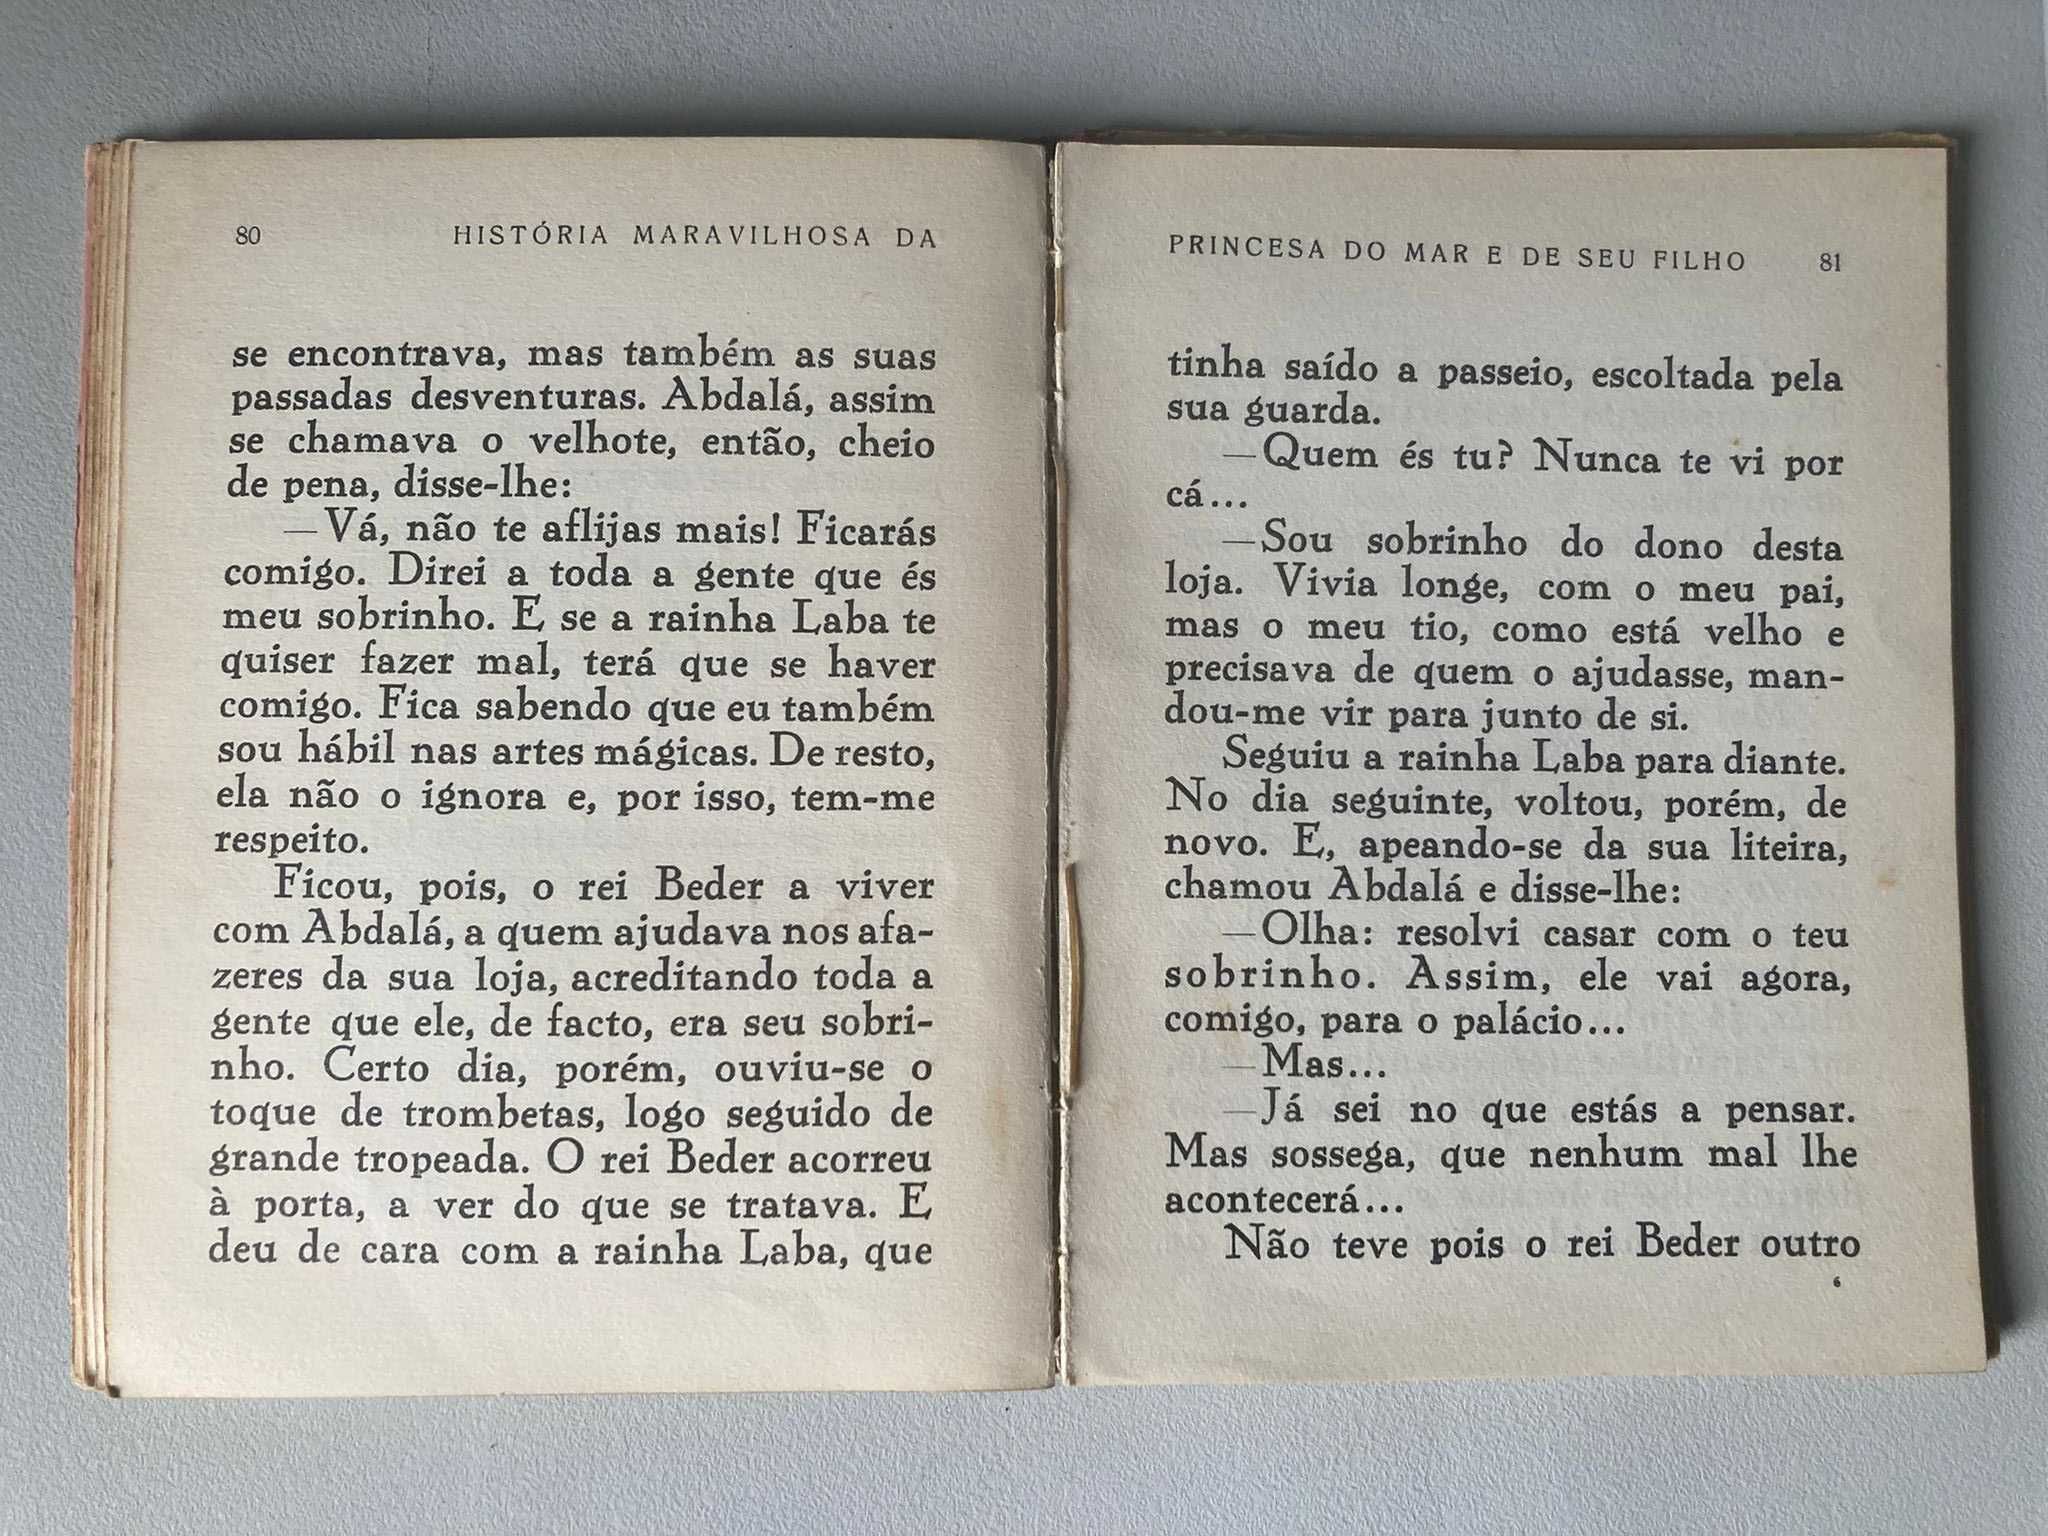 80 HISTÓRIA MARAVILHOSA DA
se encontrava, mas também as suas
passadas desventuras. Abdalá, assim
se chamava o velhote, então, cheio
de pena, disse-lhe:
—Vá, não te aflijas mais! Ficarás
comigo. Direi a toda a gente que és
meu sobrinho. E se a rainha Laba te
quiser fazer mal, terá que se haver
comigo. Fica sabendo que eu também
sou hábil nas artes mágicas. De resto,
ela não o ignora e, por isso, tem-me
respeito.
Ficou, pois, o rei Beder a viver
com Abdalá, a quem ajudava nos afa-
zeres da sua loja, acreditando toda a
gente que ele, de facto, era seu sobri-
nho. Certo dia, porém, ouviu-se o
toque de trombetas, logo seguido de
grande tropeada. O rei Beder acorreu
à porta, a ver do que se tratava. E
deu de cara com a rainha Laba, que
PRINCESA DO MAR E DE SEU FILHO 81
tinha saído a passeio, escoltada pela
sua guarda.
—Quem és tu? Nunca te vi por
cá...
—Sou sobrinho do dono desta
loja. Vivia longe, com o meu pai,
mas o meu tio, como está velho e
precisava de quem o ajudasse, man-
dou-me vir para junto de si.
Seguiu a rainha Laba para diante.
No dia seguinte, voltou, porém, de
novo. E, apeando-se da sua liteira,
chamou Abdalá e disse-lhe:
—Olha: resolvi casar com o teu
sobrinho. Assim, ele vai agora,
comigo, para o palácio...
—Mas...
—Já sei no que estás a pensar.
Mas sossega, que nenhum mal lhe
acontecerá...
Não teve pois o rei Beder outro
6